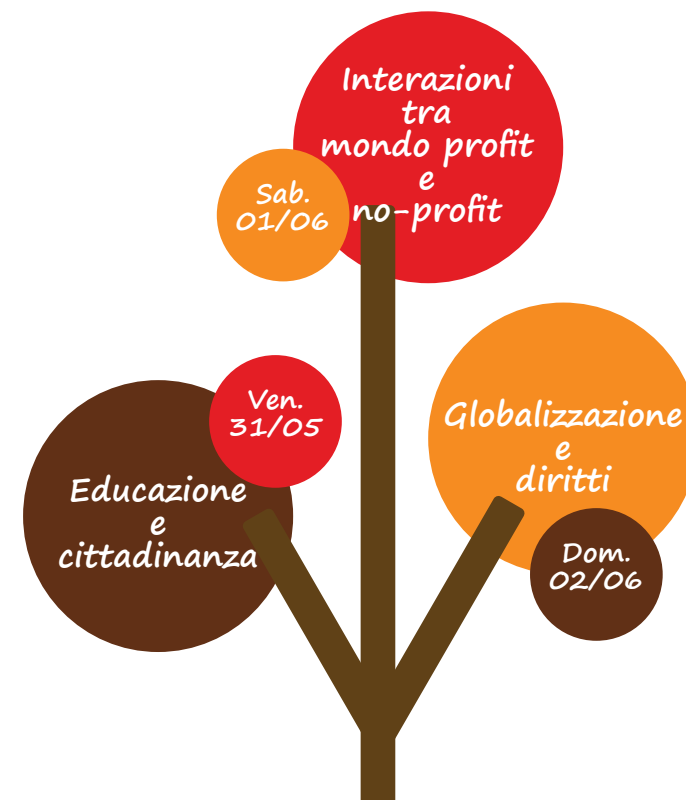 Interazioni
tra
mondo profit
e
no-profit
Sab.
01/06
Ven.
31/05
Educazione
e
cittadinanza
Globalizzazione
e
diritti
Dom.
02/06